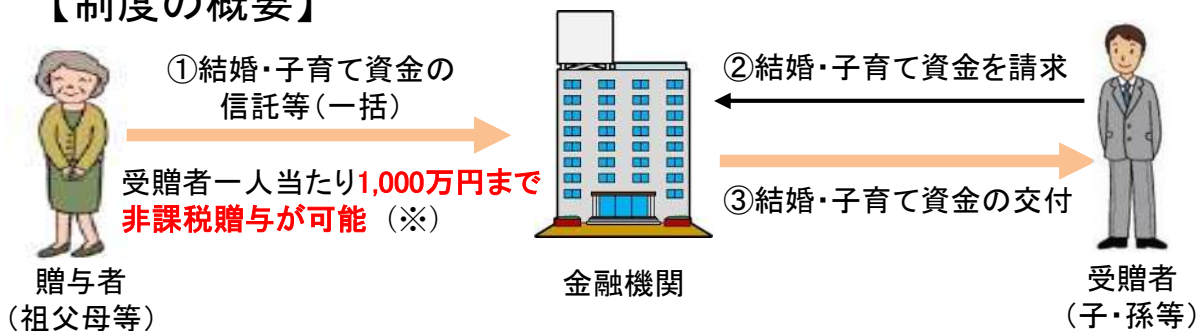 【制度の概要】
①結婚・子育て資金の
信託等（一括）
受贈者一人当たり1,000万円まで
非課税贈与が可能（※）
贈与者
（祖父母等）
金融機関
②結婚・子育て資金を請求
③結婚・子育て資金の交付
受贈者
（子・孫等）